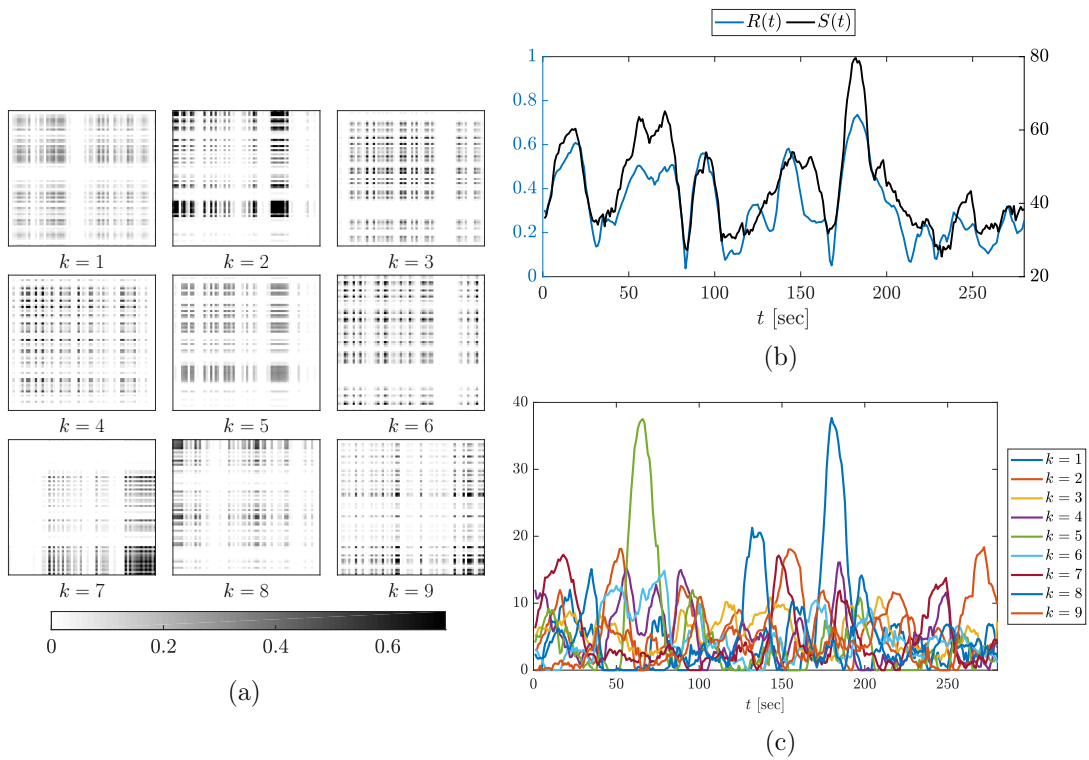 k = 1
k = 2
k = 3
k = 4
k = 5
k = 6
k = 7
k = 8
k = 9
0 0.2 0.4 0.6
(a)
R(t) S(t)
1
0.8
0.6
0.4
0.2
0
80
60
40
20
0 50 100 150 200 250
t [sec]
(b)
40
30
20
10
0
0 50 100 150 200 250
t [sec]
k = 1
k = 2
k = 3
k = 4
k = 5
k = 6
k = 7
k = 8
k = 9
(c)